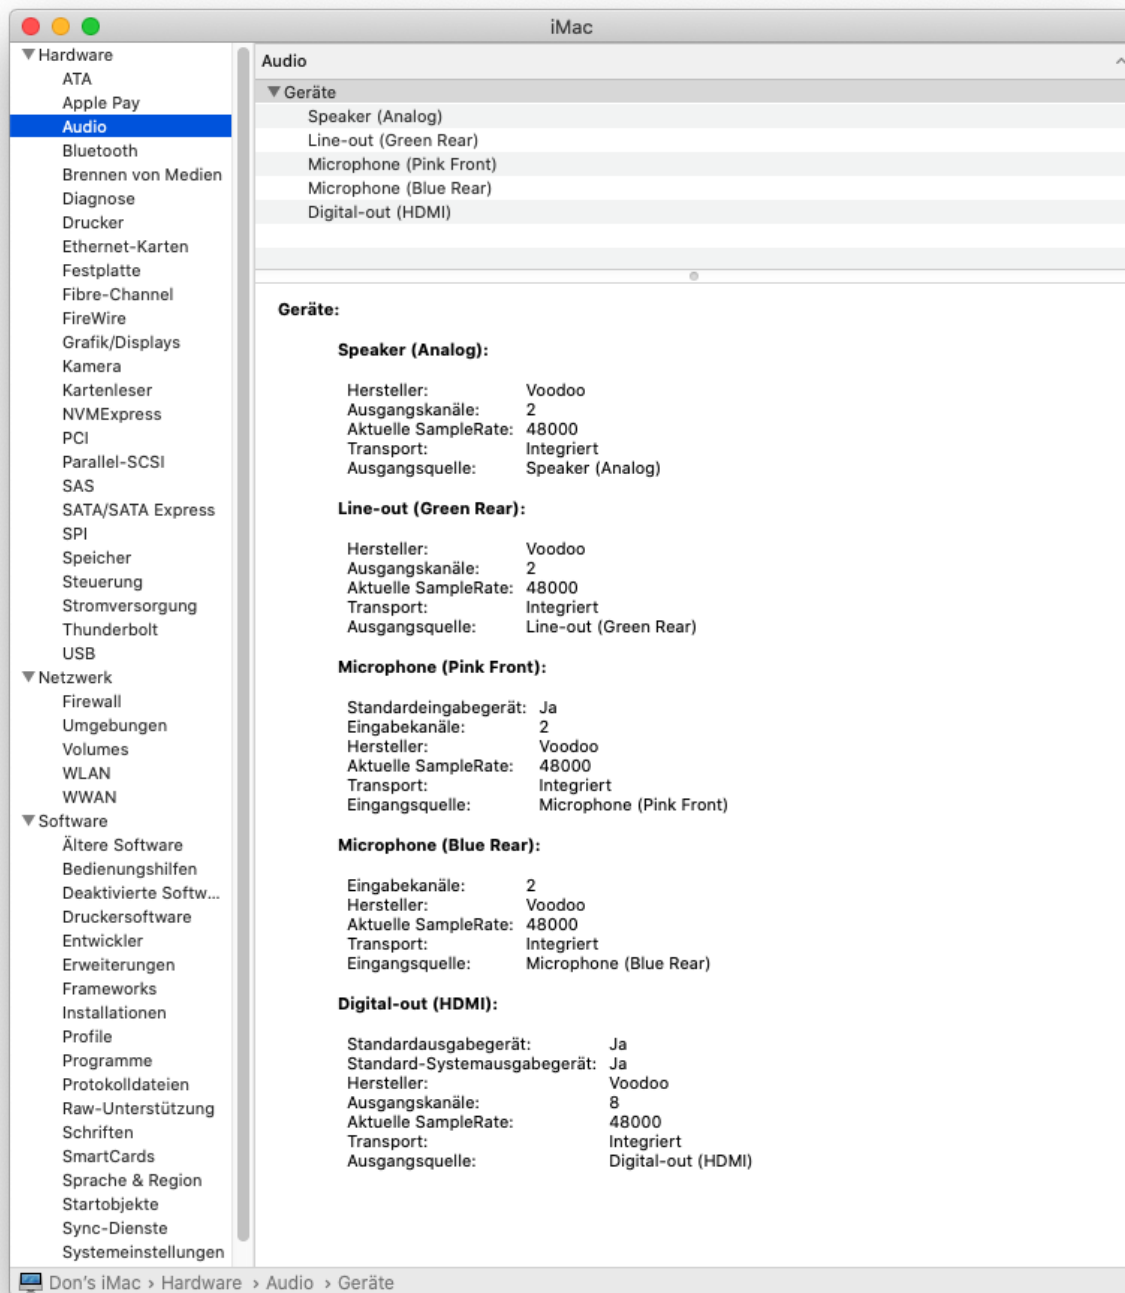 iMac
Hardware
ATA
Apple Pay
Audio
Bluetooth
Brennen von Medien
Diagnose
Drucker
Ethernet-Karten
Festplatte
Fibre-Channel
FireWire
Grafik/Displays
Kamera
Kartenleser
NVMExpress
PCI
Parallel-SCSI
SAS
SATA/SATA Express
SPI
Speicher
Steuerung
Stromversorgung
Thunderbolt
USB
Netzwerk
Firewall
Umgebungen
Volumes
WLAN
WWAN
Software
Ältere Software
Bedienungshilfen
Deaktivierte Softw...
Druckersoftware
Entwickler
Erweiterungen
Frameworks
Installationen
Profile
Programme
Protokolldateien
Raw-Unterstützung
Schriften
SmartCards
Sprache & Region
Startobjekte
Sync-Dienste
Systemeinstellungen
Audio
Geräte
Speaker (Analog)
Line-out (Green Rear)
Microphone (Pink Front)
Microphone (Blue Rear)
Digital-out (HDMI)
Geräte:
Speaker (Analog):
Hersteller: Voodoo
Ausgangskanäle: 2
Aktuelle SampleRate: 48000
Transport: Integriert
Ausgangsquelle: Speaker (Analog)
Line-out (Green Rear):
Hersteller: Voodoo
Ausgangskanäle: 2
Aktuelle SampleRate: 48000
Transport: Integriert
Ausgangsquelle: Line-out (Green Rear)
Microphone (Pink Front):
Standardeingabegerät: Ja
Eingabekanäle: 2
Hersteller: Voodoo
Aktuelle SampleRate: 48000
Transport: Integriert
Eingangsquelle: Microphone (Pink Front)
Microphone (Blue Rear):
Eingabekanäle: 2
Hersteller: Voodoo
Aktuelle SampleRate: 48000
Transport: Integriert
Eingangsquelle: Microphone (Blue Rear)
Digital-out (HDMI):
Standardausgabegerät: Ja
Standard-Systemausgabegerät: Ja
Hersteller: Voodoo
Ausgangskanäle: 8
Aktuelle SampleRate: 48000
Transport: Integriert
Ausgangsquelle: Digital-out (HDMI)
Don's iMac › Hardware › Audio › Geräte